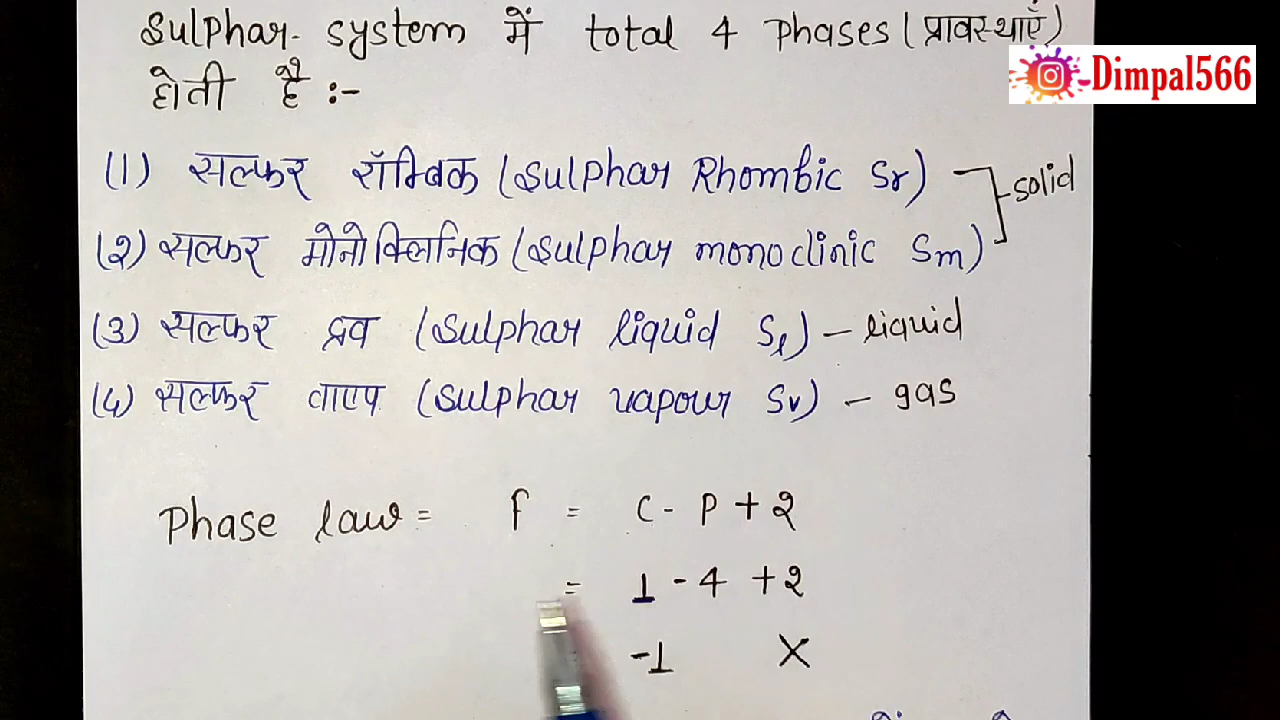 Sulphar system में total 4 Phases (प्रावस्थाएँ)
होती है :-
Dimpal566
(1) सल्फर रॉम्बिक (Sulphar Rhombic Sr)
solid
(2) सल्फर मोनोक्लिनिक (Sulphar monoclinic Sm)
(3) सल्फर द्रव (Sulphar liquid Sl) - liquid
(4) सल्फर वाष्प (Sulphar vapour Sv) - gas
Phase law = f = C - P + 2
= 1 - 4 + 2
-1 X